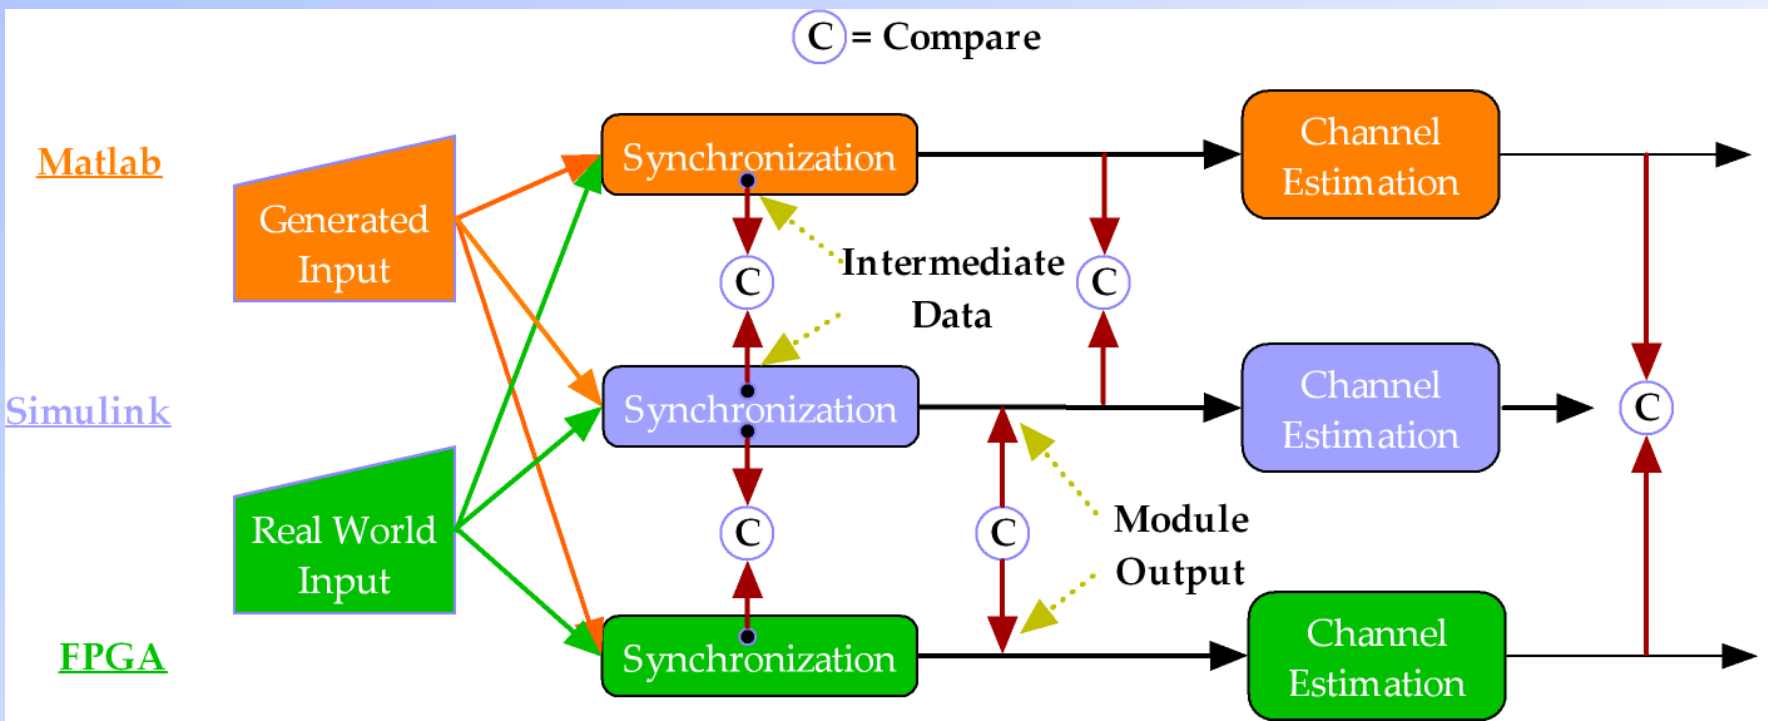 C = Compare
Matlab
Generated
Input
Synchronization
Channel
Estimation
C
Intermediate
Data
C
Simulink
Synchronization
Channel
Estimation
C
Real World
Input
C
C
Module
Output
FPGA
Synchronization
Channel
Estimation